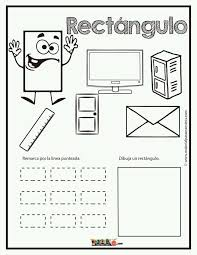 Rectángulo
Remarca por la línea punteada.
Dibuja un rectángulo.